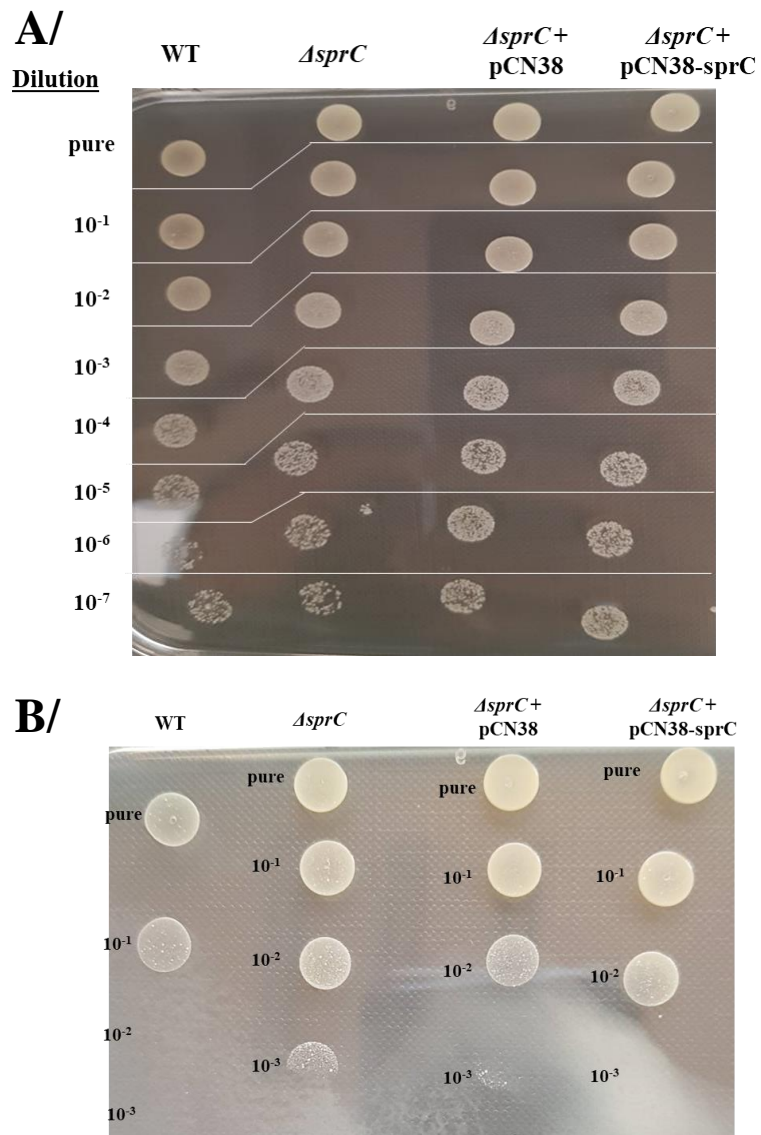 A/
WT
ΔsprC
ΔsprC +
pCN38
ΔsprC +
pCN38-sprC
Dilution
pure
10⁻¹
10⁻²
10⁻³
10⁻⁴
10⁻⁵
10⁻⁶
10⁻⁷
B/
WT
ΔsprC
ΔsprC +
pCN38
ΔsprC +
pCN38-sprC
pure
pure
pure
pure
10⁻¹
10⁻¹
10⁻¹
10⁻¹
10⁻²
10⁻²
10⁻²
10⁻²
10⁻³
10⁻³
10⁻³
10⁻³